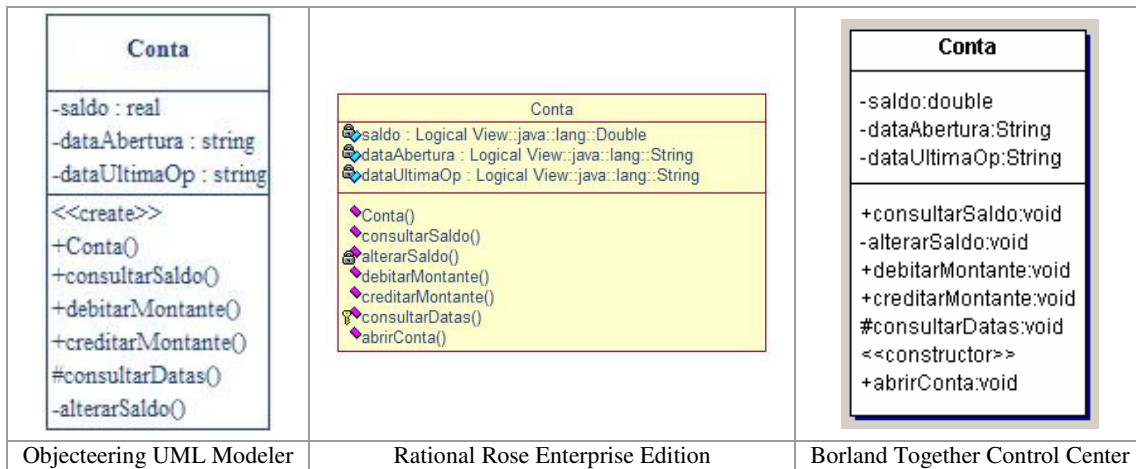 Conta
-saldo : real
-dataAbertura : string
-dataUltimaOp : string
<<create>>
+Conta()
+consultarSaldo()
+debitarMontante()
+creditarMontante()
#consultarDatas()
-alterarSaldo()
Objecteering UML Modeler
Conta
saldo : Logical View::java::lang::Double
dataAbertura : Logical View::java::lang::String
dataUltimaOp : Logical View::java::lang::String
Conta()
consultarSaldo()
alterarSaldo()
debitarMontante()
creditarMontante()
consultarDatas()
abrirConta()
Rational Rose Enterprise Edition
Conta
-saldo:double
-dataAbertura:String
-dataUltimaOp:String
+consultarSaldo:void
-alterarSaldo:void
+debitarMontante:void
+creditarMontante:void
#consultarDatas:void
<<constructor>>
+abrirConta:void
Borland Together Control Center